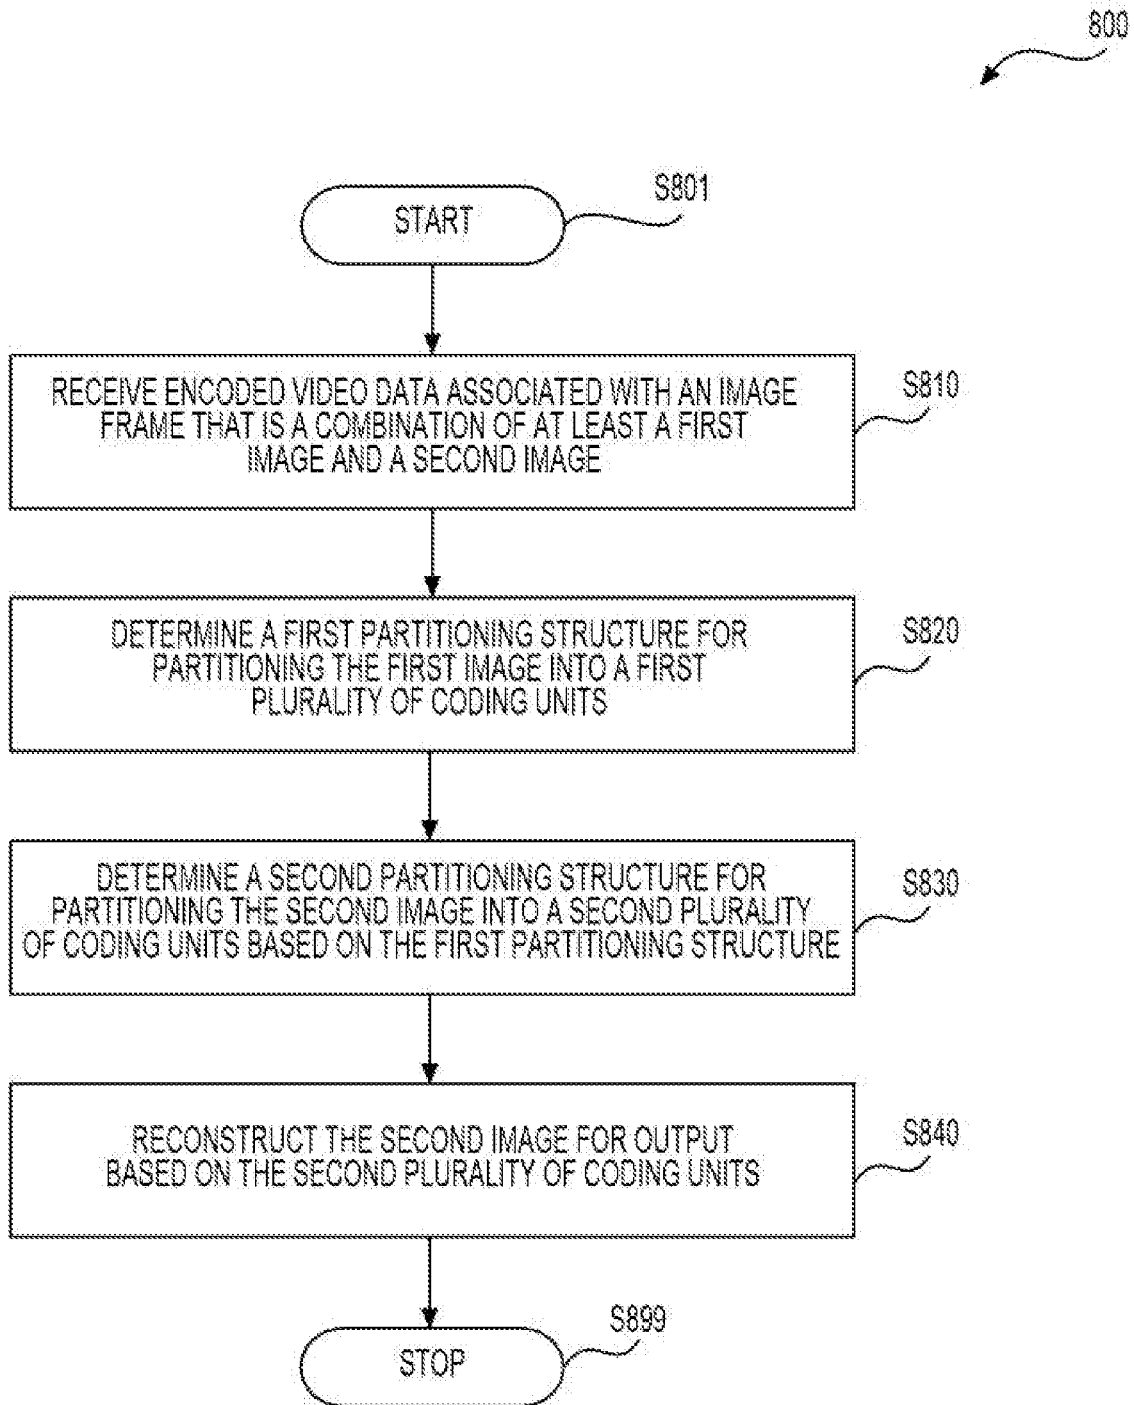 800
START
S801
RECEIVE ENCODED VIDEO DATA ASSOCIATED WITH AN IMAGE
FRAME THAT IS A COMBINATION OF AT LEAST A FIRST
IMAGE AND A SECOND IMAGE
S810
DETERMINE A FIRST PARTITIONING STRUCTURE FOR
PARTITIONING THE FIRST IMAGE INTO A FIRST
PLURALITY OF CODING UNITS
S820
DETERMINE A SECOND PARTITIONING STRUCTURE FOR
PARTITIONING THE SECOND IMAGE INTO A SECOND PLURALITY
OF CODING UNITS BASED ON THE FIRST PARTITIONING STRUCTURE
S830
RECONSTRUCT THE SECOND IMAGE FOR OUTPUT
BASED ON THE SECOND PLURALITY OF CODING UNITS
S840
STOP
S899